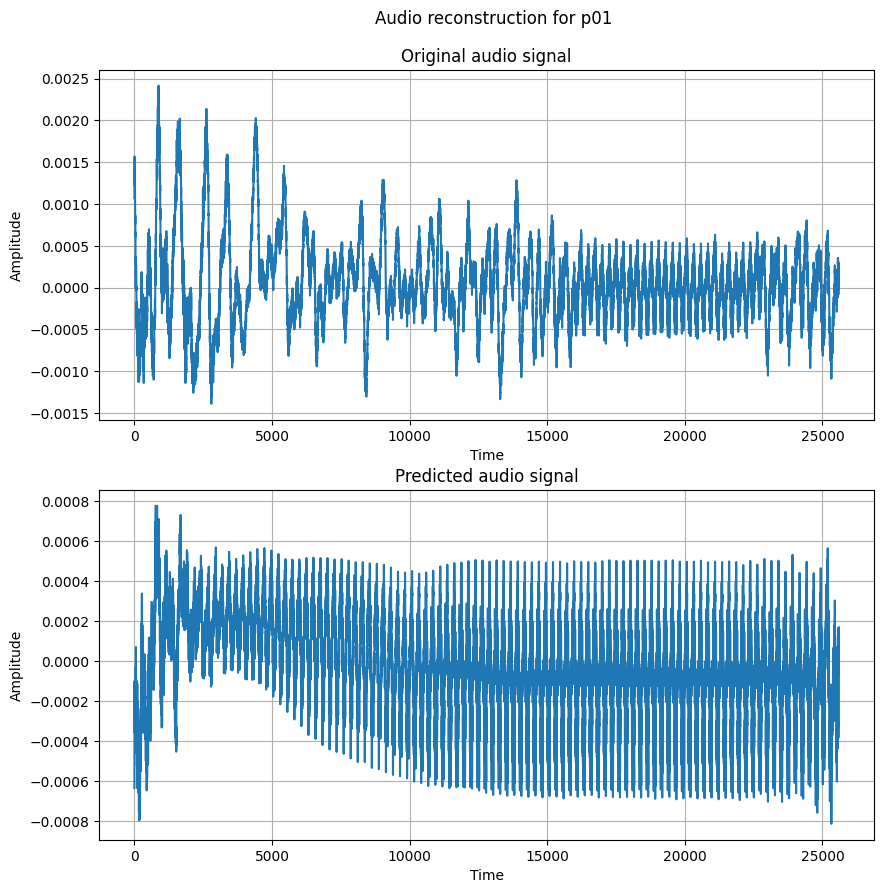 Audio reconstruction for p01
Original audio signal
0.0025
0.0020
0.0015
0.0010
0.0005
0.0000
−0.0005
−0.0010
−0.0015
Amplitude
0 5000 10000 15000 20000 25000
Time
Predicted audio signal
0.0008
0.0006
0.0004
0.0002
0.0000
−0.0002
−0.0004
−0.0006
−0.0008
Amplitude
0 5000 10000 15000 20000 25000
Time